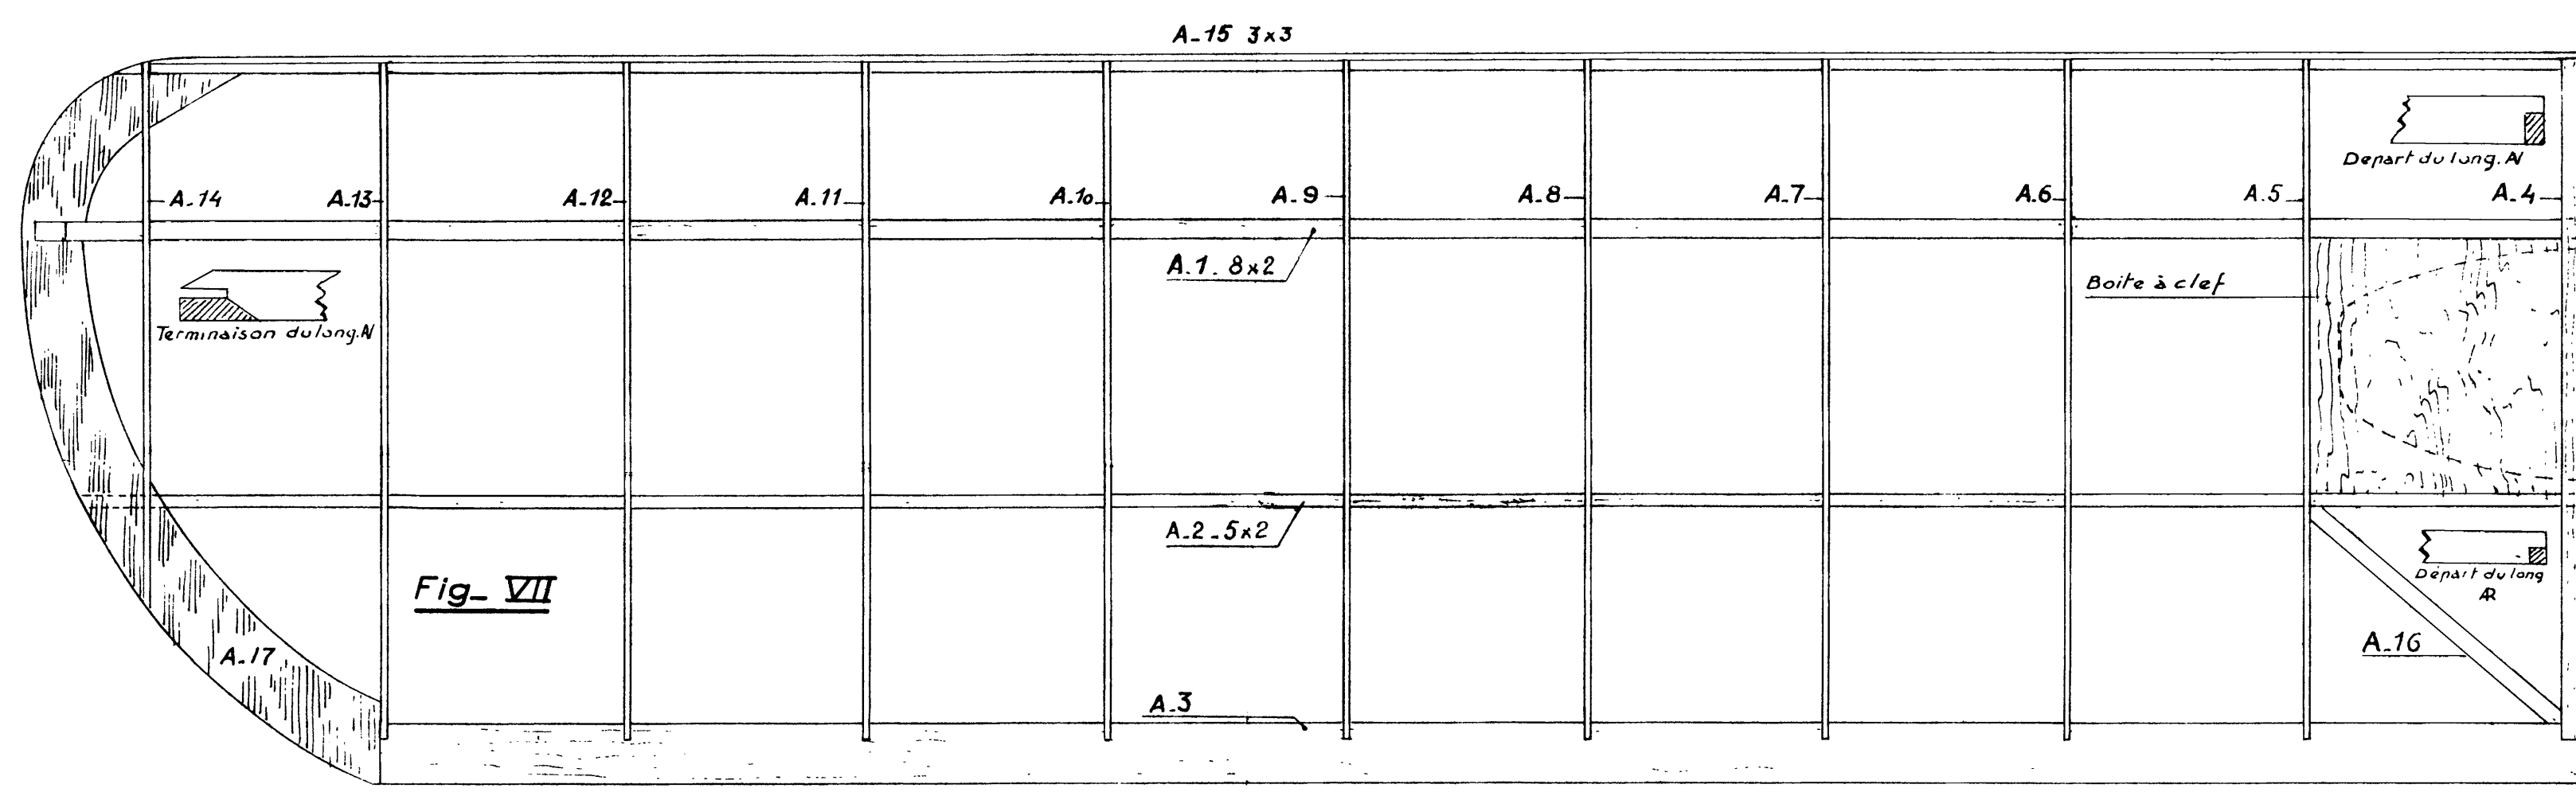 A-15 3x3
Depart du long. AV
A-14
A-13
A-12
A-11
A-10
A-9
A-8
A-7
A-6
A-5
A-4
A-1-8x2
Boite à clef
Terminaison du long. AV
A-2-5x2
Départ du long
AR
Fig- VII
A-16
A-17
A-3